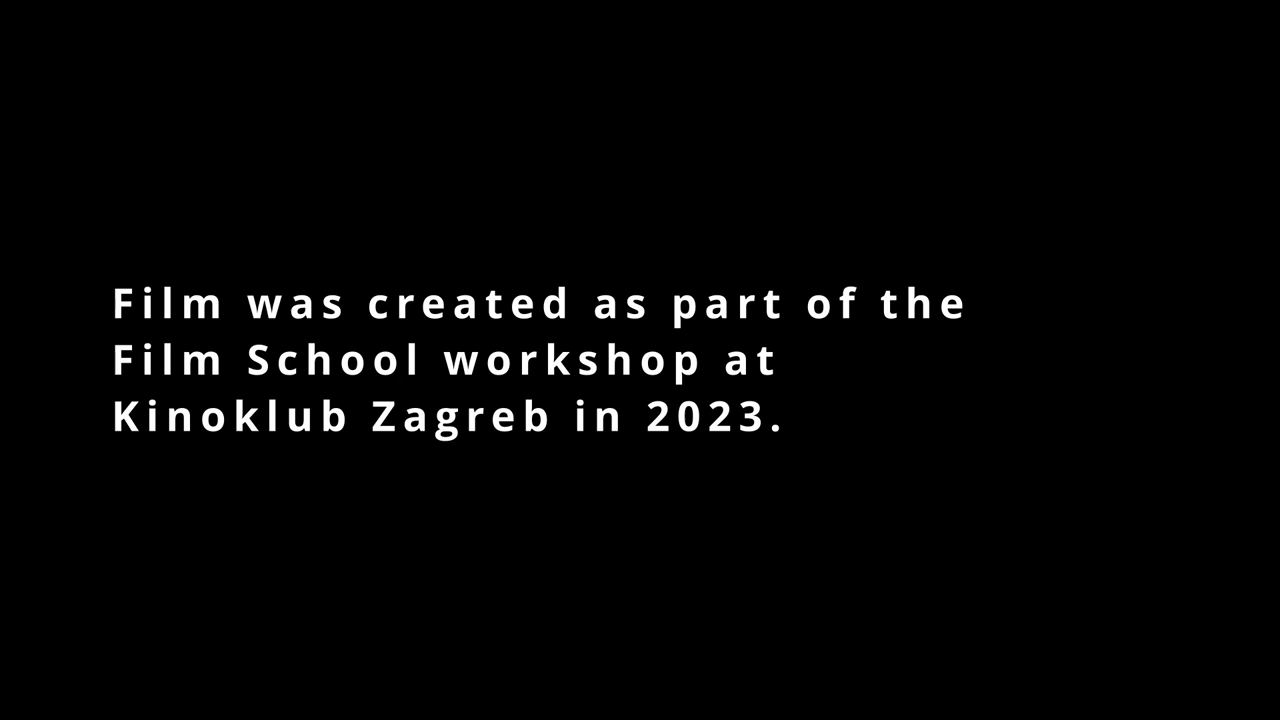 Film was created as part of the
Film School workshop at
Kinoklub Zagreb in 2023.